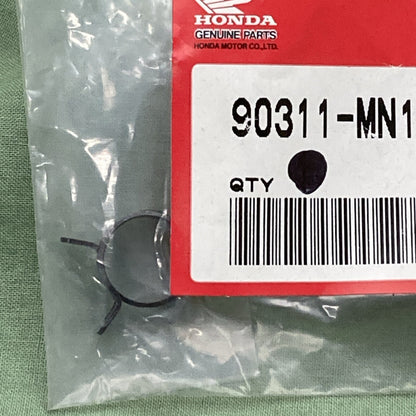 HONDA
GENUINE PARTS
HONDA MOTOR CO.,LTD.
90311-MN1
QTY